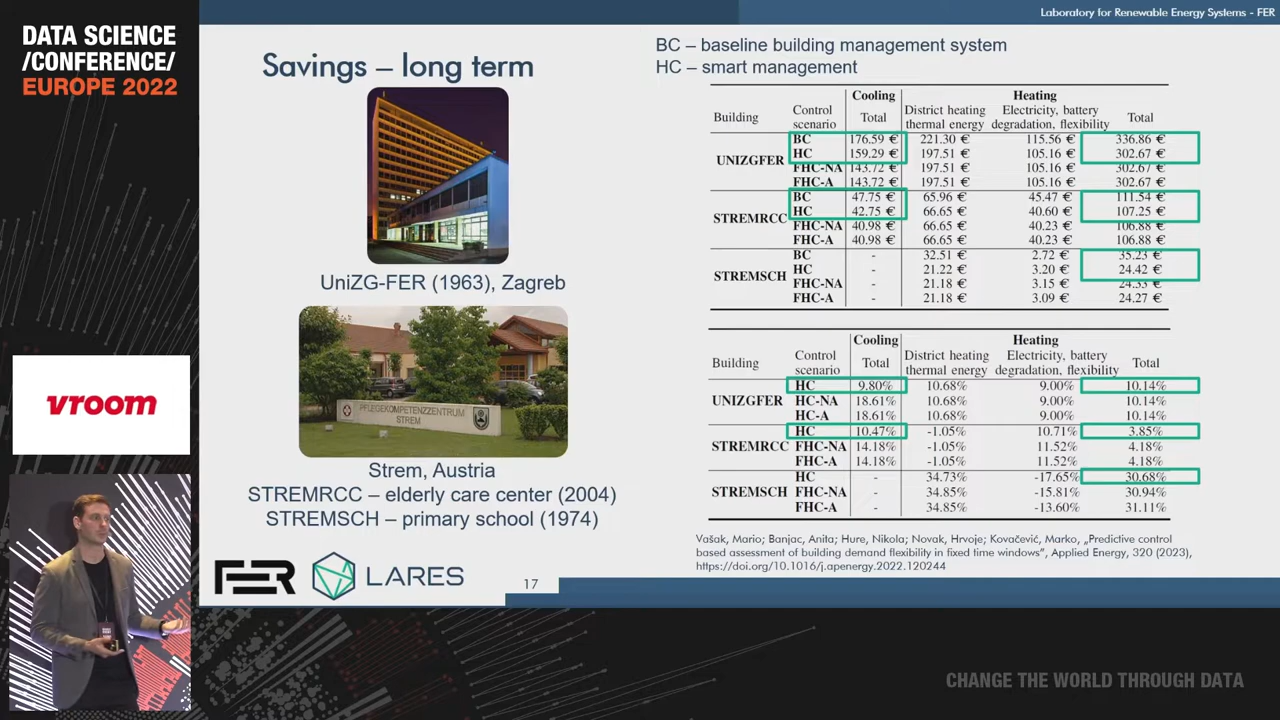 Laboratory for Renewable Energy Systems - FER
DATA SCIENCE
/CONFERENCE/
EUROPE 2022
Savings – long term
BC – baseline building management system
HC – smart management
UniZG-FER (1963), Zagreb
PFLEGEKOMPETENZZENTRUM
STREM
Strem, Austria
STREMRCC – elderly care center (2004)
STREMSCH – primary school (1974)
Cooling Heating
Building Control scenario Total District heating thermal energy Electricity, battery degradation, flexibility Total
UNIZGFER
BC 176.59 € 221.30 € 115.56 € 336.86 €
HC 159.29 € 197.51 € 105.16 € 302.67 €
FHC-NA 143.72 € 197.51 € 105.16 € 302.67 €
FHC-A 143.72 € 197.51 € 105.16 € 302.67 €
STREMRCC
BC 47.75 € 65.96 € 45.47 € 111.54 €
HC 42.75 € 66.65 € 40.60 € 107.25 €
FHC-NA 40.98 € 66.65 € 40.23 € 106.88 €
FHC-A 40.98 € 66.65 € 40.23 € 106.88 €
STREMSCH
BC - 32.51 € 2.72 € 35.23 €
HC - 21.22 € 3.20 € 24.42 €
FHC-NA - 21.18 € 3.15 € 24.33 €
FHC-A - 21.18 € 3.09 € 24.27 €
Cooling Heating
Building Control scenario Total District heating thermal energy Electricity, battery degradation, flexibility Total
UNIZGFER
HC 9.80% 10.68% 9.00% 10.14%
HC-NA 18.61% 10.68% 9.00% 10.14%
HC-A 18.61% 10.68% 9.00% 10.14%
STREMRCC
HC 10.47% -1.05% 10.71% 3.85%
FHC-NA 14.18% -1.05% 11.52% 4.18%
FHC-A 14.18% -1.05% 11.52% 4.18%
STREMSCH
HC - 34.73% -17.65% 30.68%
FHC-NA - 34.85% -15.81% 30.94%
FHC-A - 34.85% -13.60% 31.11%
Vašak, Mario; Banjac, Anita; Hure, Nikola; Novak, Hrvoje; Kovačević, Marko, „Predictive control
based assessment of building demand flexibility in fixed time windows”, Applied Energy, 320 (2023),
https://doi.org/10.1016/j.apenergy.2022.120244
FER
LARES
17
vroom
CHANGE THE WORLD THROUGH DATA